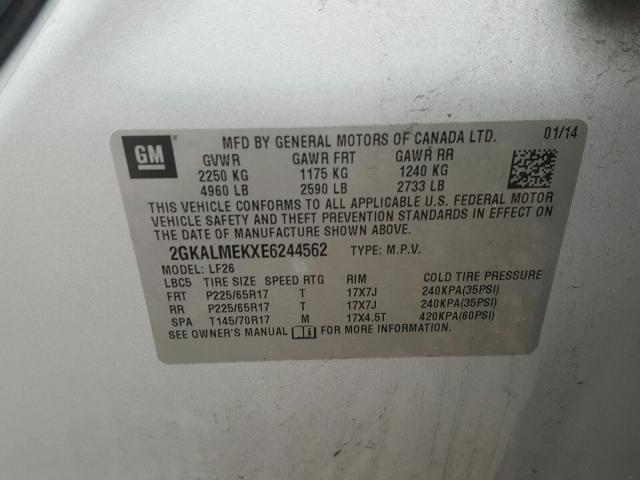 GM
MFD BY GENERAL MOTORS OF CANADA LTD. 01/14
GVWR GAWR FRT GAWR RR
2250 KG 1175 KG 1240 KG
4960 LB 2590 LB 2733 LB
THIS VEHICLE CONFORMS TO ALL APPLICABLE U.S. FEDERAL MOTOR
VEHICLE SAFETY AND THEFT PREVENTION STANDARDS IN EFFECT ON
THE DATE OF MANUFACTURE SHOWN ABOVE.
2GKALMEKXE6244562 TYPE: M.P.V.
MODEL: LF26
LBC5 TIRE SIZE SPEED RTG RIM COLD TIRE PRESSURE
FRT P225/65R17 T 17X7J 240KPA(35PSI)
RR P225/65R17 T 17X7J 240KPA(35PSI)
SPA T145/70R17 M 17X4.5T 420KPA(60PSI)
SEE OWNER'S MANUAL FOR MORE INFORMATION.